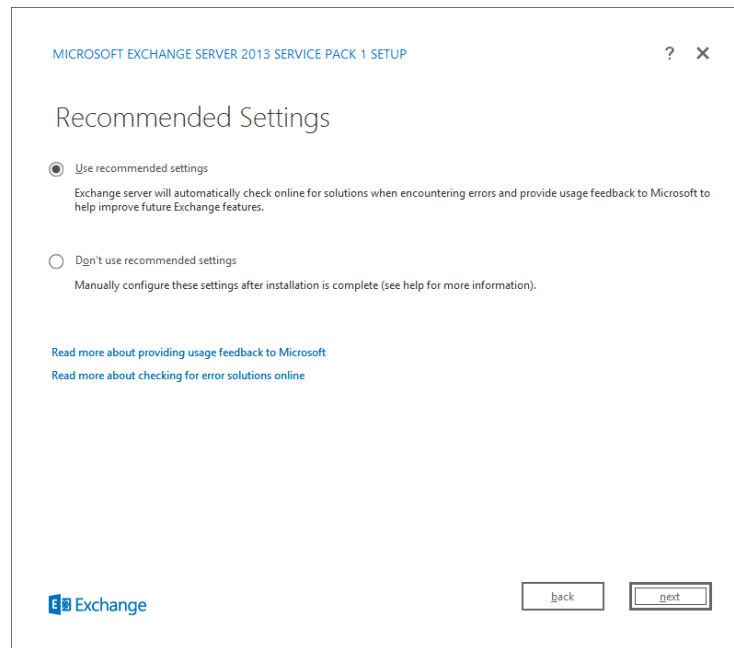 MICROSOFT EXCHANGE SERVER 2013 SERVICE PACK 1 SETUP
? ✕
Recommended Settings
Use recommended settings
Exchange server will automatically check online for solutions when encountering errors and provide usage feedback to Microsoft to
help improve future Exchange features.
Don't use recommended settings
Manually configure these settings after installation is complete (see help for more information).
Read more about providing usage feedback to Microsoft
Read more about checking for error solutions online
E Exchange
back
next